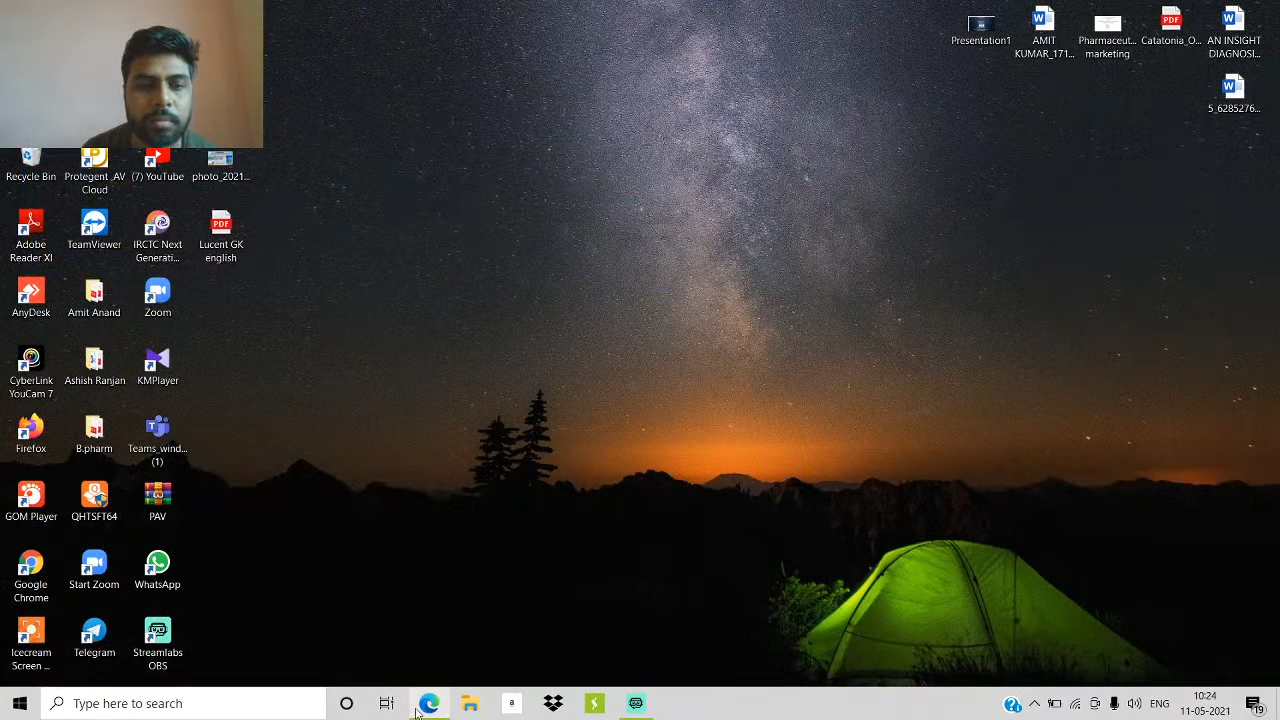 Presentation1
AMIT
KUMAR_171...
Pharmaceut...
marketing
Catatonia_O...
AN INSIGHT
DIAGNOSI...
5_6285276...
Recycle Bin
Protegent_AV
Cloud
(7) YouTube
photo_2021...
Adobe
Reader XI
TeamViewer
IRCTC Next
Generati...
Lucent GK
english
AnyDesk
Amit Anand
Zoom
CyberLink
YouCam 7
Ashish Ranjan
KMPlayer
Firefox
B.pharm
Teams_wind...
(1)
GOM Player
QHTSFT64
PAV
Google
Chrome
Start Zoom
WhatsApp
Icecream
Screen ...
Telegram
Streamlabs
OBS
Type here to search
ENG
10:24
11-05-2021
19